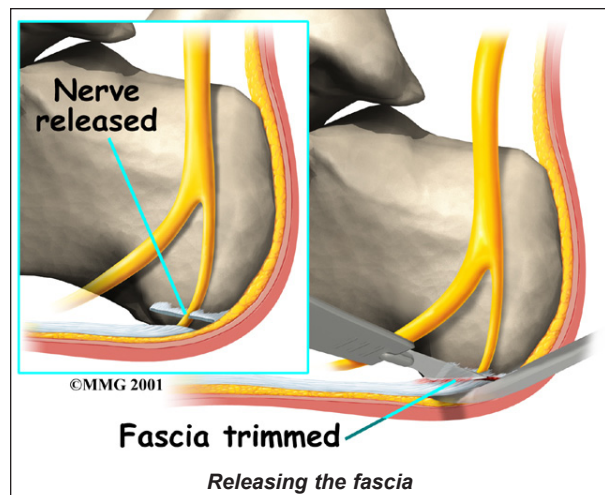 Nerve
released
©MMG 2001
Fascia trimmed
Releasing the fascia